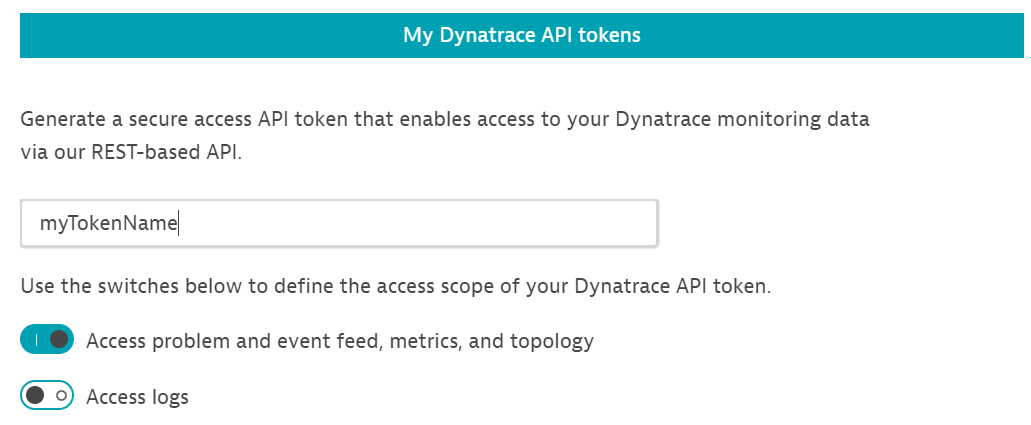 My Dynatrace API tokens
Generate a secure access API token that enables access to your Dynatrace monitoring data
via our REST-based API.
myTokenName
Use the switches below to define the access scope of your Dynatrace API token.
Access problem and event feed, metrics, and topology
Access logs